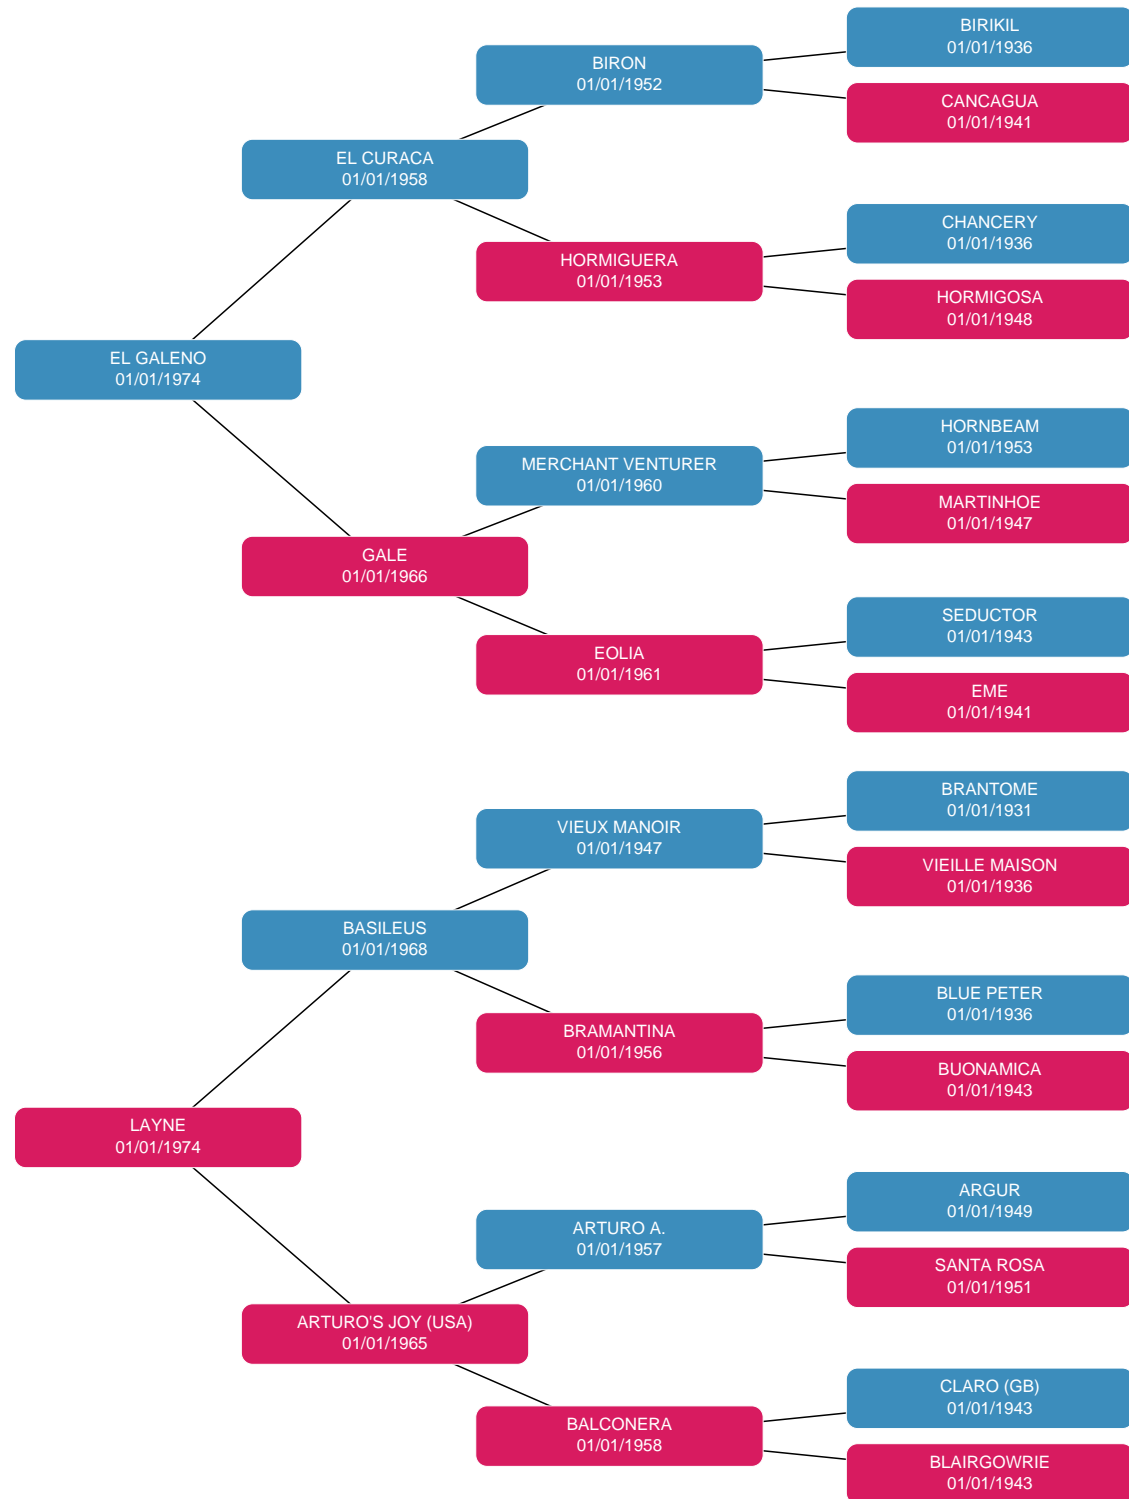 BIRIKIL
01/01/1936
BIRON
01/01/1952
CANCAGUA
01/01/1941
EL CURACA
01/01/1958
CHANCERY
01/01/1936
HORMIGUERA
01/01/1953
HORMIGOSA
01/01/1948
EL GALENO
01/01/1974
HORNBEAM
01/01/1953
MERCHANT VENTURER
01/01/1960
MARTINHOE
01/01/1947
GALE
01/01/1966
SEDUCTOR
01/01/1943
EOLIA
01/01/1961
EME
01/01/1941
BRANTOME
01/01/1931
VIEUX MANOIR
01/01/1947
VIEILLE MAISON
01/01/1936
BASILEUS
01/01/1968
BLUE PETER
01/01/1936
BRAMANTINA
01/01/1956
BUONAMICA
01/01/1943
LAYNE
01/01/1974
ARGUR
01/01/1949
ARTURO A.
01/01/1957
SANTA ROSA
01/01/1951
ARTURO'S JOY (USA)
01/01/1965
CLARO (GB)
01/01/1943
BALCONERA
01/01/1958
BLAIRGOWRIE
01/01/1943